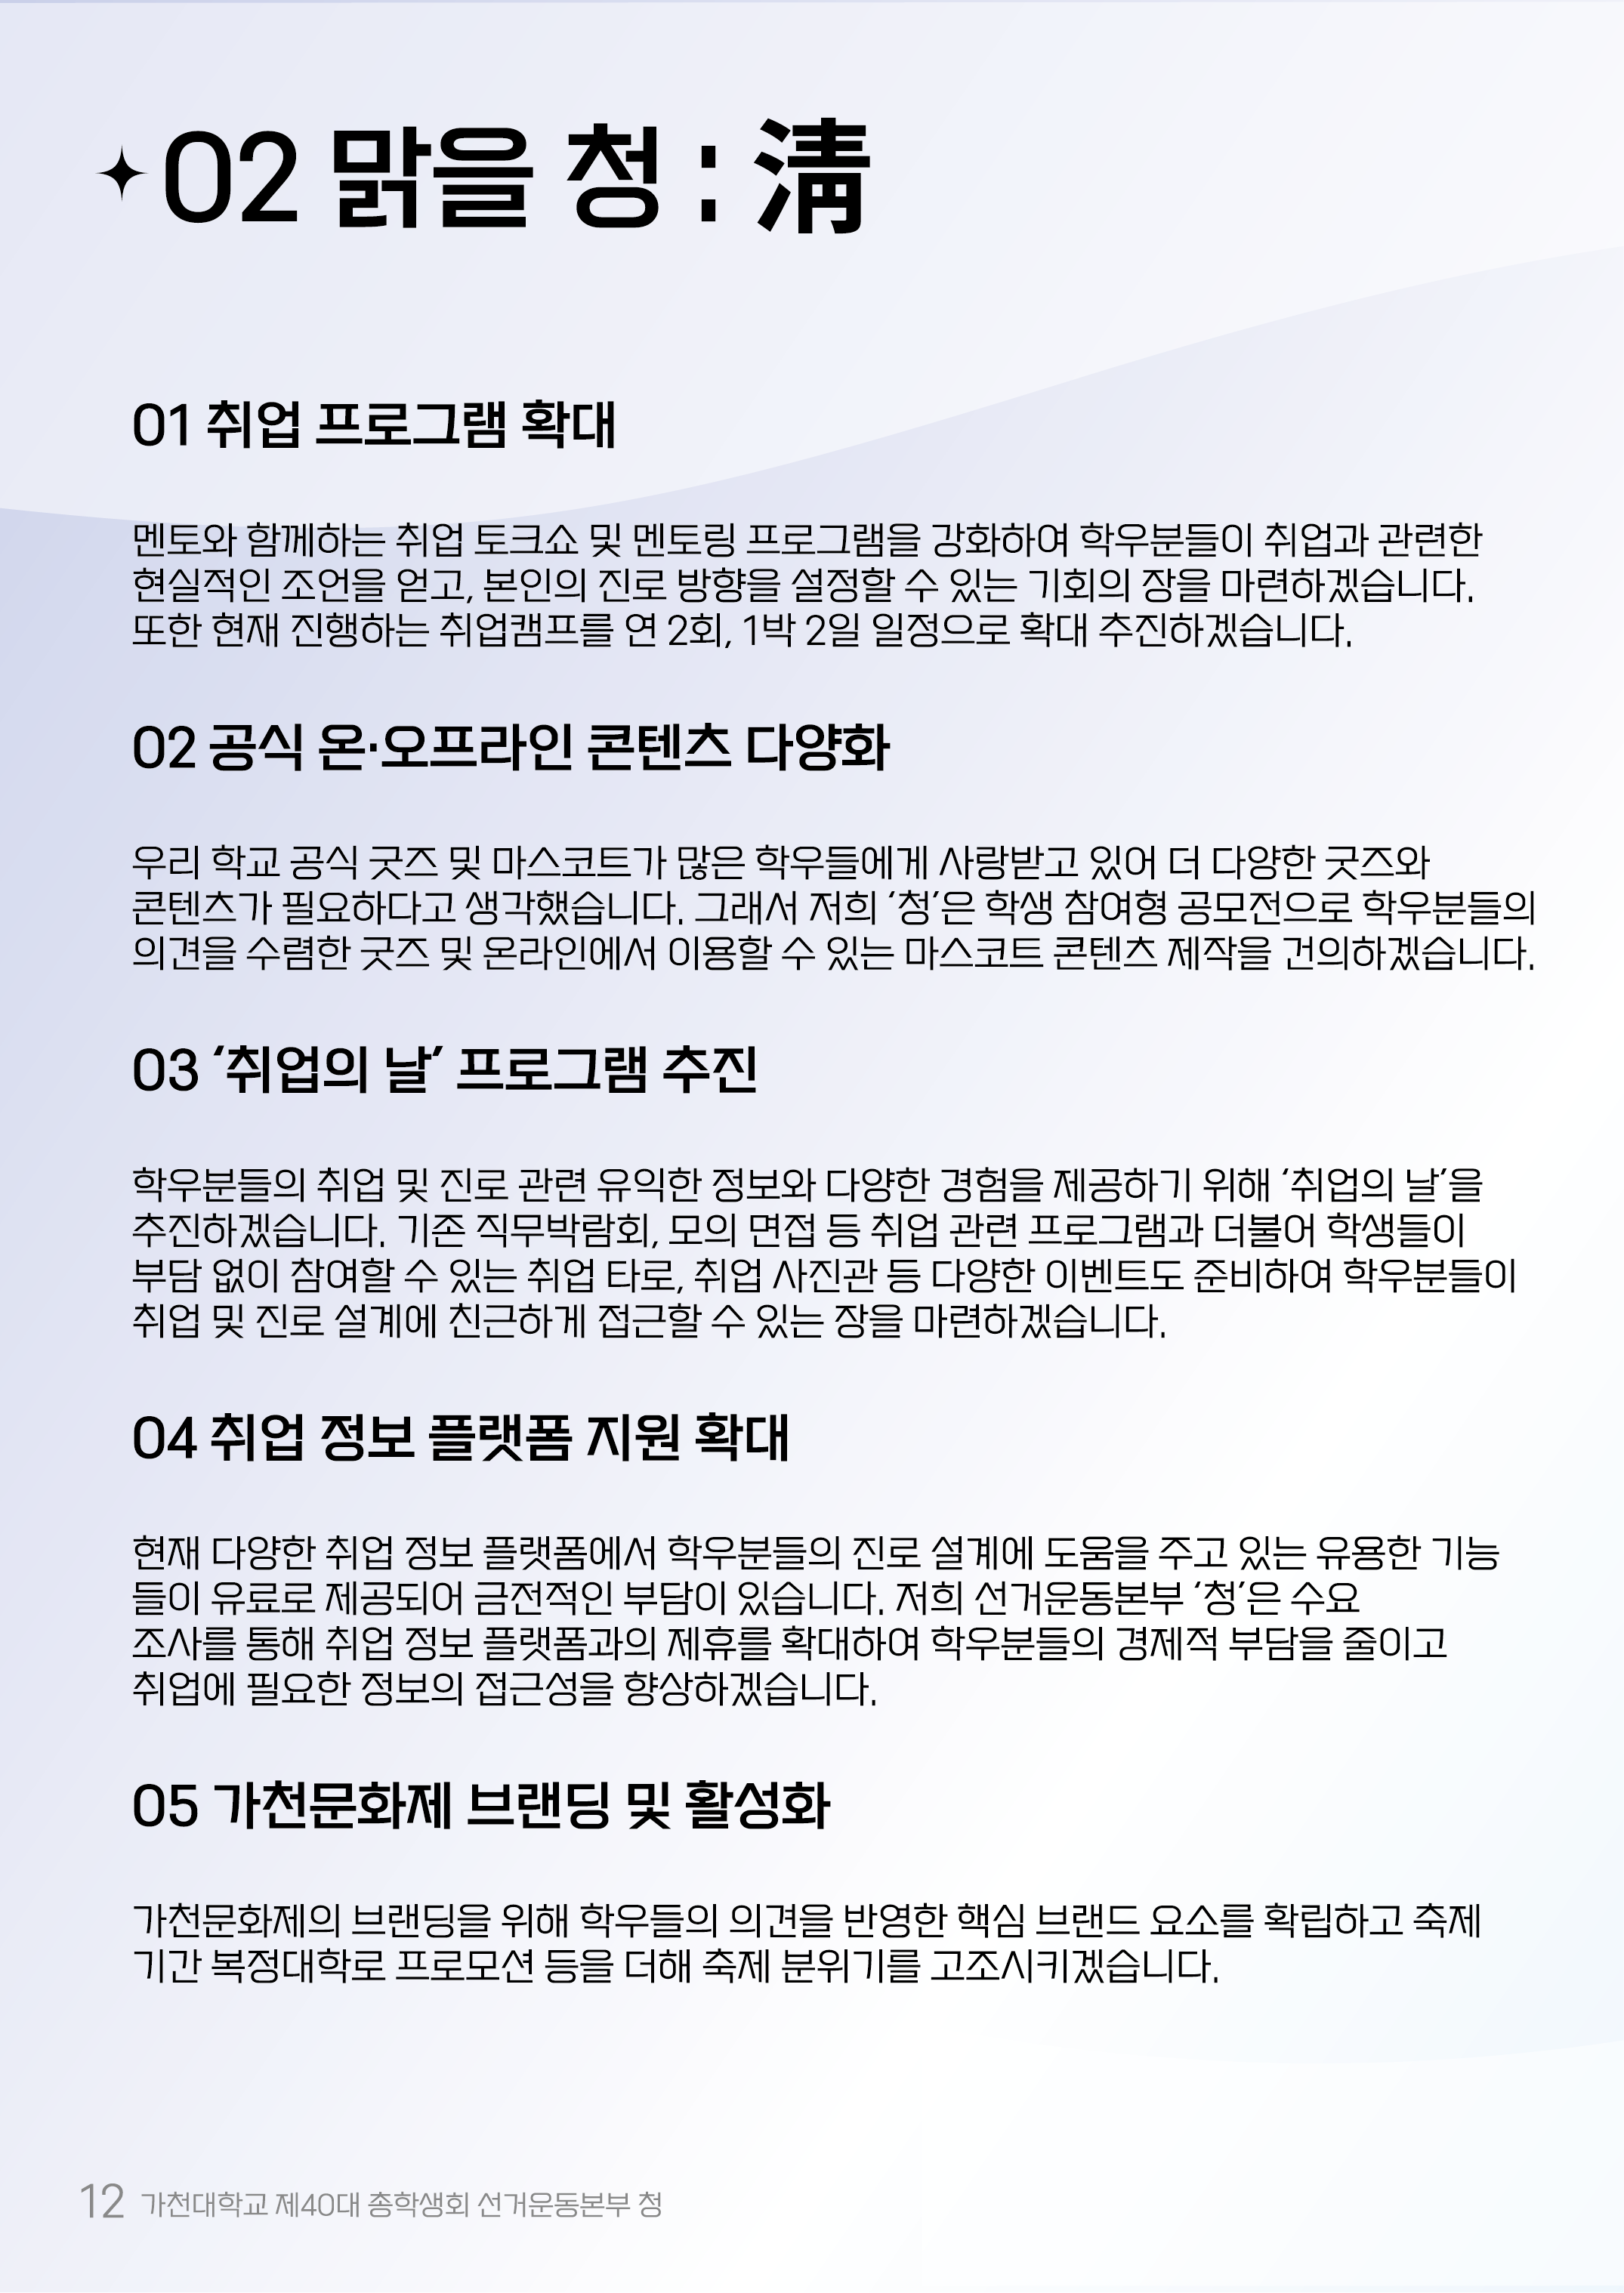 02 맑을 청 : 淸
01 취업 프로그램 확대
멘토와 함께하는 취업 토크쇼 및 멘토링 프로그램을 강화하여 학우분들이 취업과 관련한
현실적인 조언을 얻고, 본인의 진로 방향을 설정할 수 있는 기회의 장을 마련하겠습니다.
또한 현재 진행하는 취업캠프를 연 2회, 1박 2일 일정으로 확대 추진하겠습니다.
02 공식 온·오프라인 콘텐츠 다양화
우리 학교 공식 굿즈 및 마스코트가 많은 학우들에게 사랑받고 있어 더 다양한 굿즈와
콘텐츠가 필요하다고 생각했습니다. 그래서 저희 ‘청’은 학생 참여형 공모전으로 학우분들의
의견을 수렴한 굿즈 및 온라인에서 이용할 수 있는 마스코트 콘텐츠 제작을 건의하겠습니다.
03 ‘취업의 날’ 프로그램 추진
학우분들의 취업 및 진로 관련 유익한 정보와 다양한 경험을 제공하기 위해 ‘취업의 날’을
추진하겠습니다. 기존 직무박람회, 모의 면접 등 취업 관련 프로그램과 더불어 학생들이
부담 없이 참여할 수 있는 취업 타로, 취업 사진관 등 다양한 이벤트도 준비하여 학우분들이
취업 및 진로 설계에 친근하게 접근할 수 있는 장을 마련하겠습니다.
04 취업 정보 플랫폼 지원 확대
현재 다양한 취업 정보 플랫폼에서 학우분들의 진로 설계에 도움을 주고 있는 유용한 기능
들이 유료로 제공되어 금전적인 부담이 있습니다. 저희 선거운동본부 ‘청’은 수요
조사를 통해 취업 정보 플랫폼과의 제휴를 확대하여 학우분들의 경제적 부담을 줄이고
취업에 필요한 정보의 접근성을 향상하겠습니다.
05 가천문화제 브랜딩 및 활성화
가천문화제의 브랜딩을 위해 학우들의 의견을 반영한 핵심 브랜드 요소를 확립하고 축제
기간 복정대학로 프로모션 등을 더해 축제 분위기를 고조시키겠습니다.
12 가천대학교 제40대 총학생회 선거운동본부 청